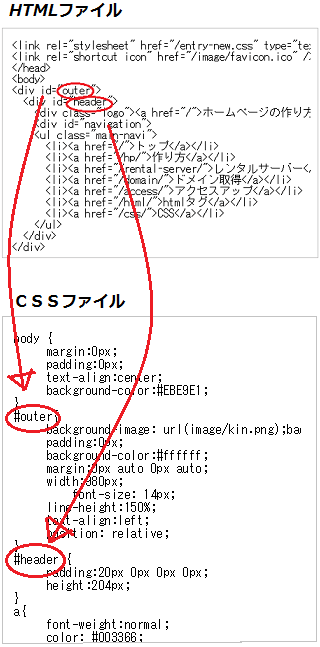 HTMLファイル
<link rel="stylesheet" href="/entry-new.css" type="te
<link rel="shortcut icon" href="/image/favicon.ico" /
</head>
<body>
<div id="outer">
<div id="header">
<div class="logo"><a href="/">ホームページの作り方
<div id="navigation">
<ul class="main-navi">
<li><a href="/">トップ</a></li>
<li><a href="/hp/">作り方</a></li>
<li><a href="/rental-server/">レンタルサーバー<
<li><a href="/domain/">ドメイン取得</a></li>
<li><a href="/access/">アクセスアップ</a></li>
<li><a href="/html/">htmlタグ</a></li>
<li><a href="/css/">CSS</a></li>
</ul>
</div>
</div>
CSSファイル
body {
margin:0px;
padding:0px;
text-align:center;
background-color:#EBE9E1;
}
#outer{
background-image: url(image/kin.png);ba
padding:0px;
background-color:#ffffff;
margin:0px auto 0px auto;
width:980px;
font-size: 14px;
line-height:150%;
text-align:left;
position: relative;
}
#header {
padding:20px 0px 0px 0px;
height:204px;
}
a{
font-weight:normal;
color: #003366;